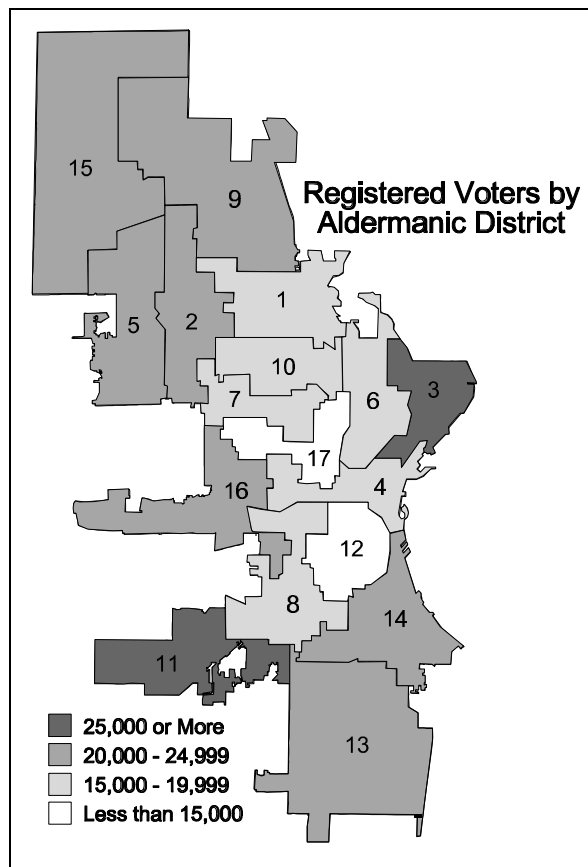 15
9
Registered Voters by
Aldermanic District
1
5
2
10
3
7
6
17
16
4
12
8
14
11
25,000 or More
20,000 - 24,999
13
15,000 - 19,999
Less than 15,000